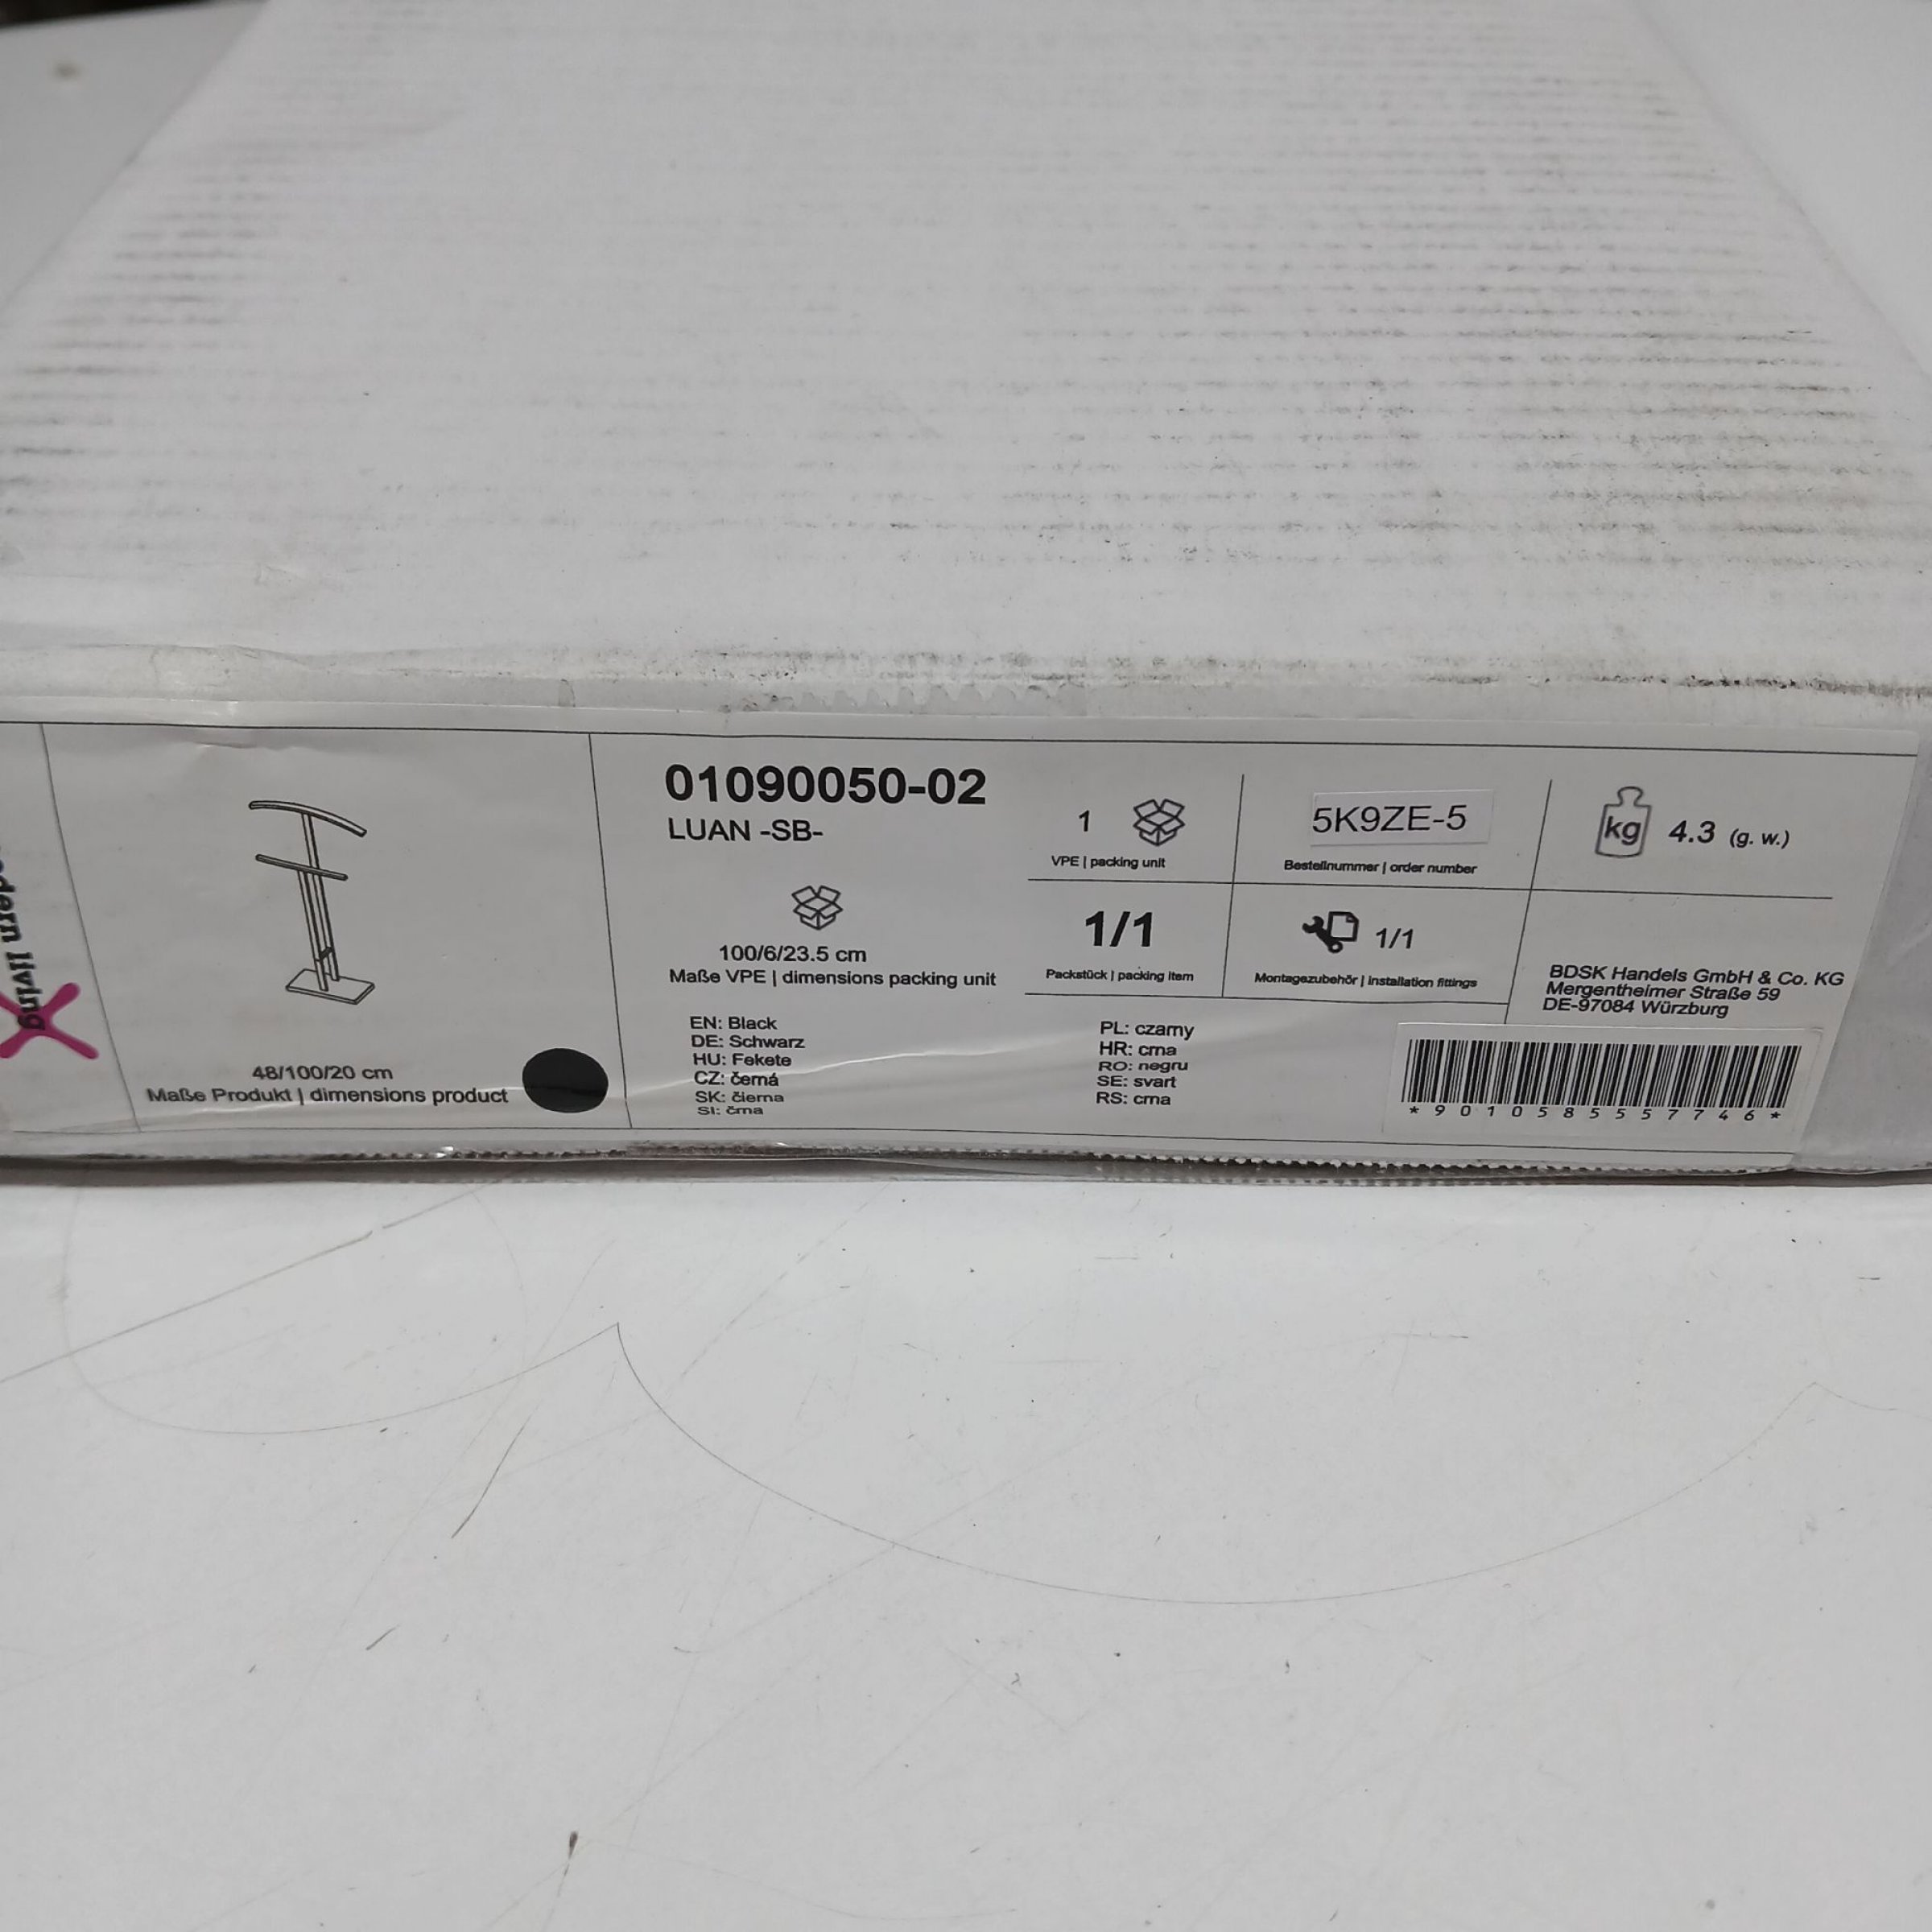 01090050-02
LUAN -SB-
100/6/23.5 cm
Maße VPE | dimensions packing unit
1
VPE | packing unit
5K9ZE-5
Bestellnummer | order number
kg 4.3 (g. w.)
1/1
Packstück | packing item
1/1
Montagezubehör | installation fittings
BDSK Handels GmbH & Co. KG
Mergentheimer Straße 59
DE-97084 Würzburg
living
48/100/20 cm
Maße Produkt | dimensions product
EN: Black
DE: Schwarz
HU: Fekete
CZ: černá
SK: čierna
SI: črna
PL: czarny
HR: crna
RO: negru
SE: svart
RS: crna
*9010585557746*